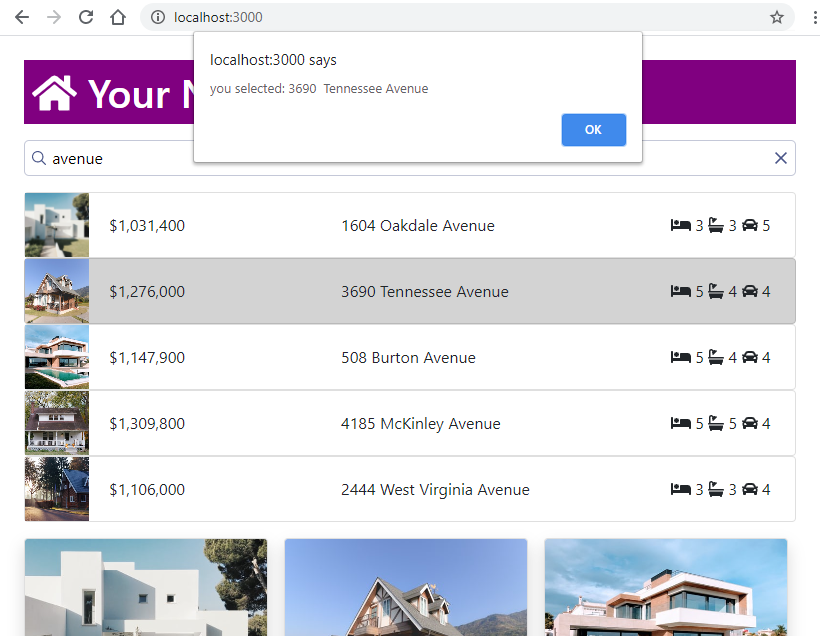 localhost:3000
localhost:3000 says
you selected: 3690  Tennessee Avenue
OK
Your
avenue
$1,031,400 1604 Oakdale Avenue 3 3 5
$1,276,000 3690 Tennessee Avenue 5 4 4
$1,147,900 508 Burton Avenue 5 4 4
$1,309,800 4185 McKinley Avenue 5 5 4
$1,106,000 2444 West Virginia Avenue 3 3 4